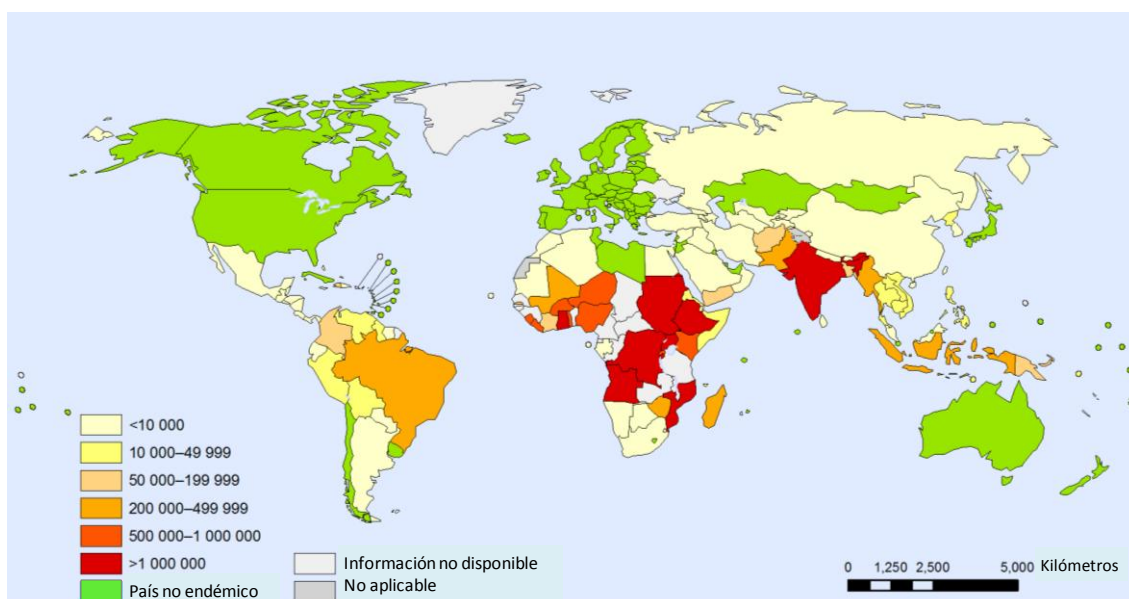 <10 000
10 000–49 999
50 000–199 999
200 000–499 999
500 000–1 000 000
>1 000 000
País no endémico
Información no disponible
No aplicable
0 1,250 2,500 5,000 Kilómetros